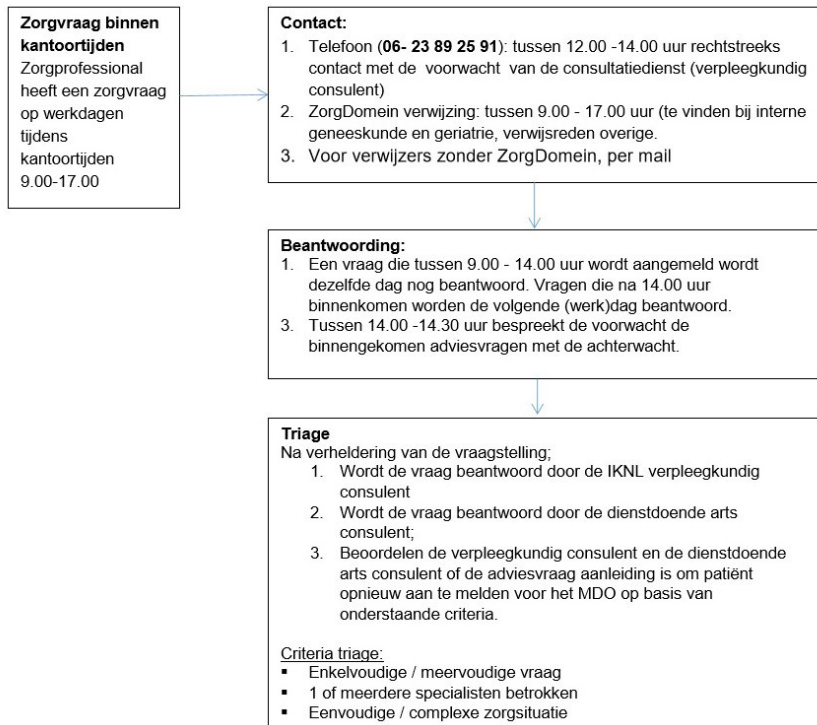 Zorgvraag binnen
kantoortijden
Zorgprofessional
heeft een zorgvraag
op werkdagen
tijdens
kantoortijden
9.00-17.00
Contact:
1. Telefoon (06- 23 89 25 91): tussen 12.00 -14.00 uur rechtstreeks
contact met de voorwacht van de consultatiedienst (verpleegkundig
consulent)
2. ZorgDomein verwijzing: tussen 9.00 - 17.00 uur (te vinden bij interne
geneeskunde en geriatrie, verwijsreden overige.
3. Voor verwijzers zonder ZorgDomein, per mail
Beantwoording:
1. Een vraag die tussen 9.00 - 14.00 uur wordt aangemeld wordt
dezelfde dag nog beantwoord. Vragen die na 14.00 uur
binnenkomen worden de volgende (werk)dag beantwoord.
3. Tussen 14.00 -14.30 uur bespreekt de voorwacht de
binnengekomen adviesvragen met de achterwacht.
Triage
Na verheldering van de vraagstelling;
1. Wordt de vraag beantwoord door de IKNL verpleegkundig
consulent
2. Wordt de vraag beantwoord door de dienstdoende arts
consulent;
3. Beoordelen de verpleegkundig consulent en de dienstdoende
arts consulent of de adviesvraag aanleiding is om patiënt
opnieuw aan te melden voor het MDO op basis van
onderstaande criteria.
Criteria triage:
▪ Enkelvoudige / meervoudige vraag
▪ 1 of meerdere specialisten betrokken
▪ Eenvoudige / complexe zorgsituatie